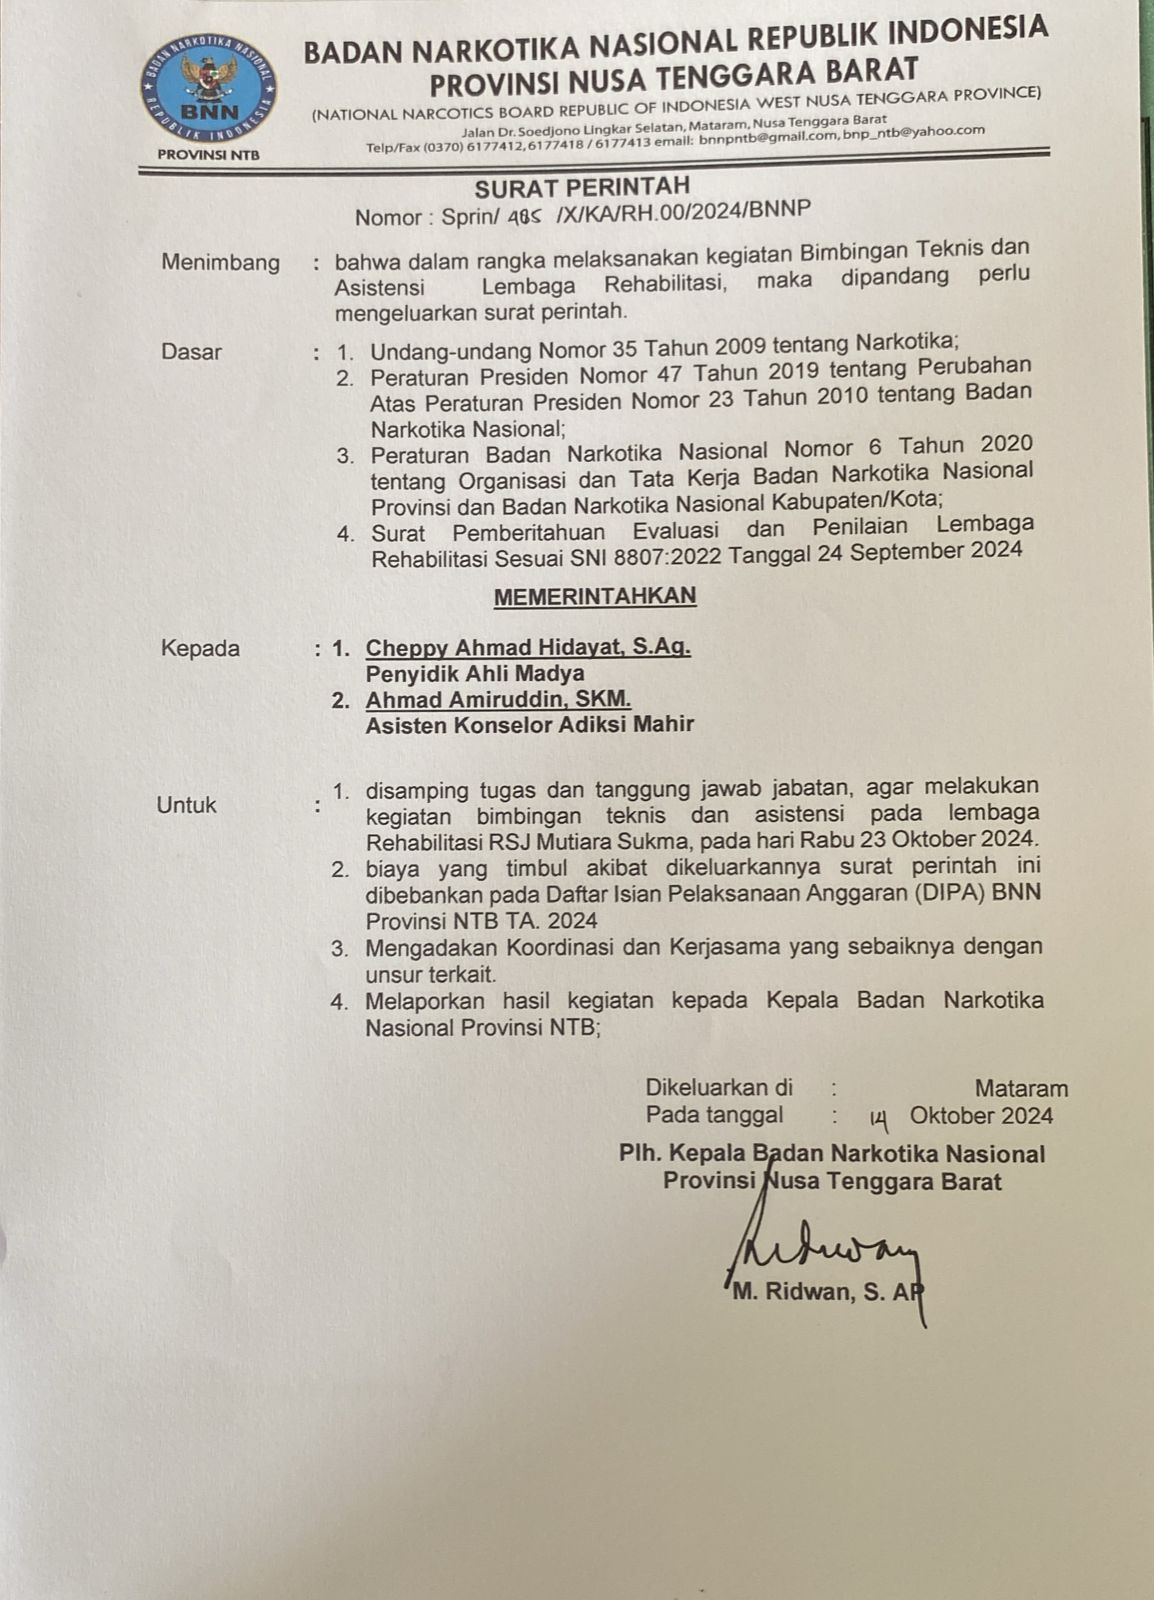 BADAN NARKOTIKA NASIONAL REPUBLIK INDONESIA
PROVINSI NUSA TENGGARA BARAT
(NATIONAL NARCOTICS BOARD REPUBLIC OF INDONESIA WEST NUSA TENGGARA PROVINCE)
Jalan Dr. Soedjono Lingkar Selatan, Mataram, Nusa Tenggara Barat
Telp/Fax (0370) 6177412, 6177418 / 6177413 email: bnnpntb@gmail.com, bnp_ntb@yahoo.com
BADAN NARKOTIKA NASIONAL
BNN
REPUBLIK INDONESIA
PROVINSI NTB
SURAT PERINTAH
Nomor : Sprin/ /X/KA/RH.00/2024/BNNP
Menimbang : bahwa dalam rangka melaksanakan kegiatan Bimbingan Teknis dan
Asistensi Lembaga Rehabilitasi, maka dipandang perlu
mengeluarkan surat perintah.
Dasar : 1. Undang-undang Nomor 35 Tahun 2009 tentang Narkotika;
2. Peraturan Presiden Nomor 47 Tahun 2019 tentang Perubahan
Atas Peraturan Presiden Nomor 23 Tahun 2010 tentang Badan
Narkotika Nasional;
3. Peraturan Badan Narkotika Nasional Nomor 6 Tahun 2020
tentang Organisasi dan Tata Kerja Badan Narkotika Nasional
Provinsi dan Badan Narkotika Nasional Kabupaten/Kota;
4. Surat Pemberitahuan Evaluasi dan Penilaian Lembaga
Rehabilitasi Sesuai SNI 8807:2022 Tanggal 24 September 2024
MEMERINTAHKAN
Kepada : 1. Cheppy Ahmad Hidayat, S.Ag.
Penyidik Ahli Madya
2. Ahmad Amiruddin, SKM.
Asisten Konselor Adiksi Mahir
Untuk : 1. disamping tugas dan tanggung jawab jabatan, agar melakukan
kegiatan bimbingan teknis dan asistensi pada lembaga
Rehabilitasi RSJ Mutiara Sukma, pada hari Rabu 23 Oktober 2024.
2. biaya yang timbul akibat dikeluarkannya surat perintah ini
dibebankan pada Daftar Isian Pelaksanaan Anggaran (DIPA) BNN
Provinsi NTB TA. 2024
3. Mengadakan Koordinasi dan Kerjasama yang sebaiknya dengan
unsur terkait.
4. Melaporkan hasil kegiatan kepada Kepala Badan Narkotika
Nasional Provinsi NTB;
Dikeluarkan di : Mataram
Pada tanggal : 14 Oktober 2024
Plh. Kepala Badan Narkotika Nasional
Provinsi Nusa Tenggara Barat
Ridwan
M. Ridwan, S. AP